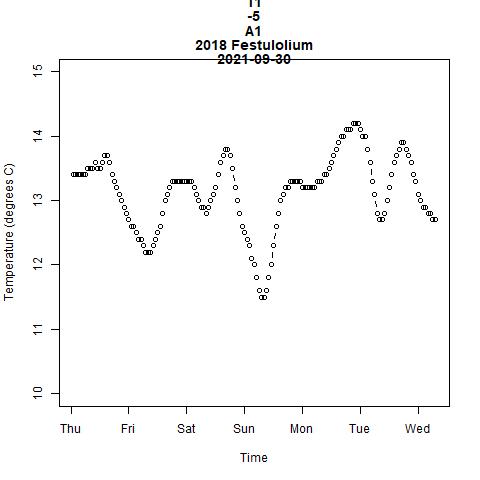 11
-5
A1
2018 Festulolium
2021-09-30
15
14
13
12
11
10
Temperature (degrees C)
Thu Fri Sat Sun Mon Tue Wed
Time